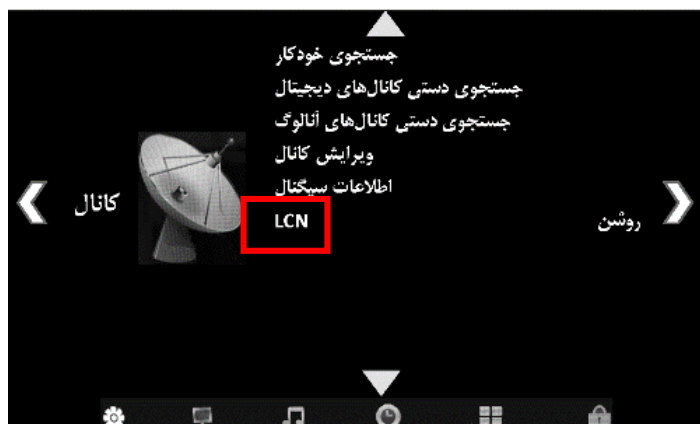 جستجوی خودکار
جستجوی دستی کانال‌های دیجیتال
جستجوی دستی کانال‌های آنالوگ
ویرایش کانال
اطلاعات سیگنال
کانال
LCN
روشن